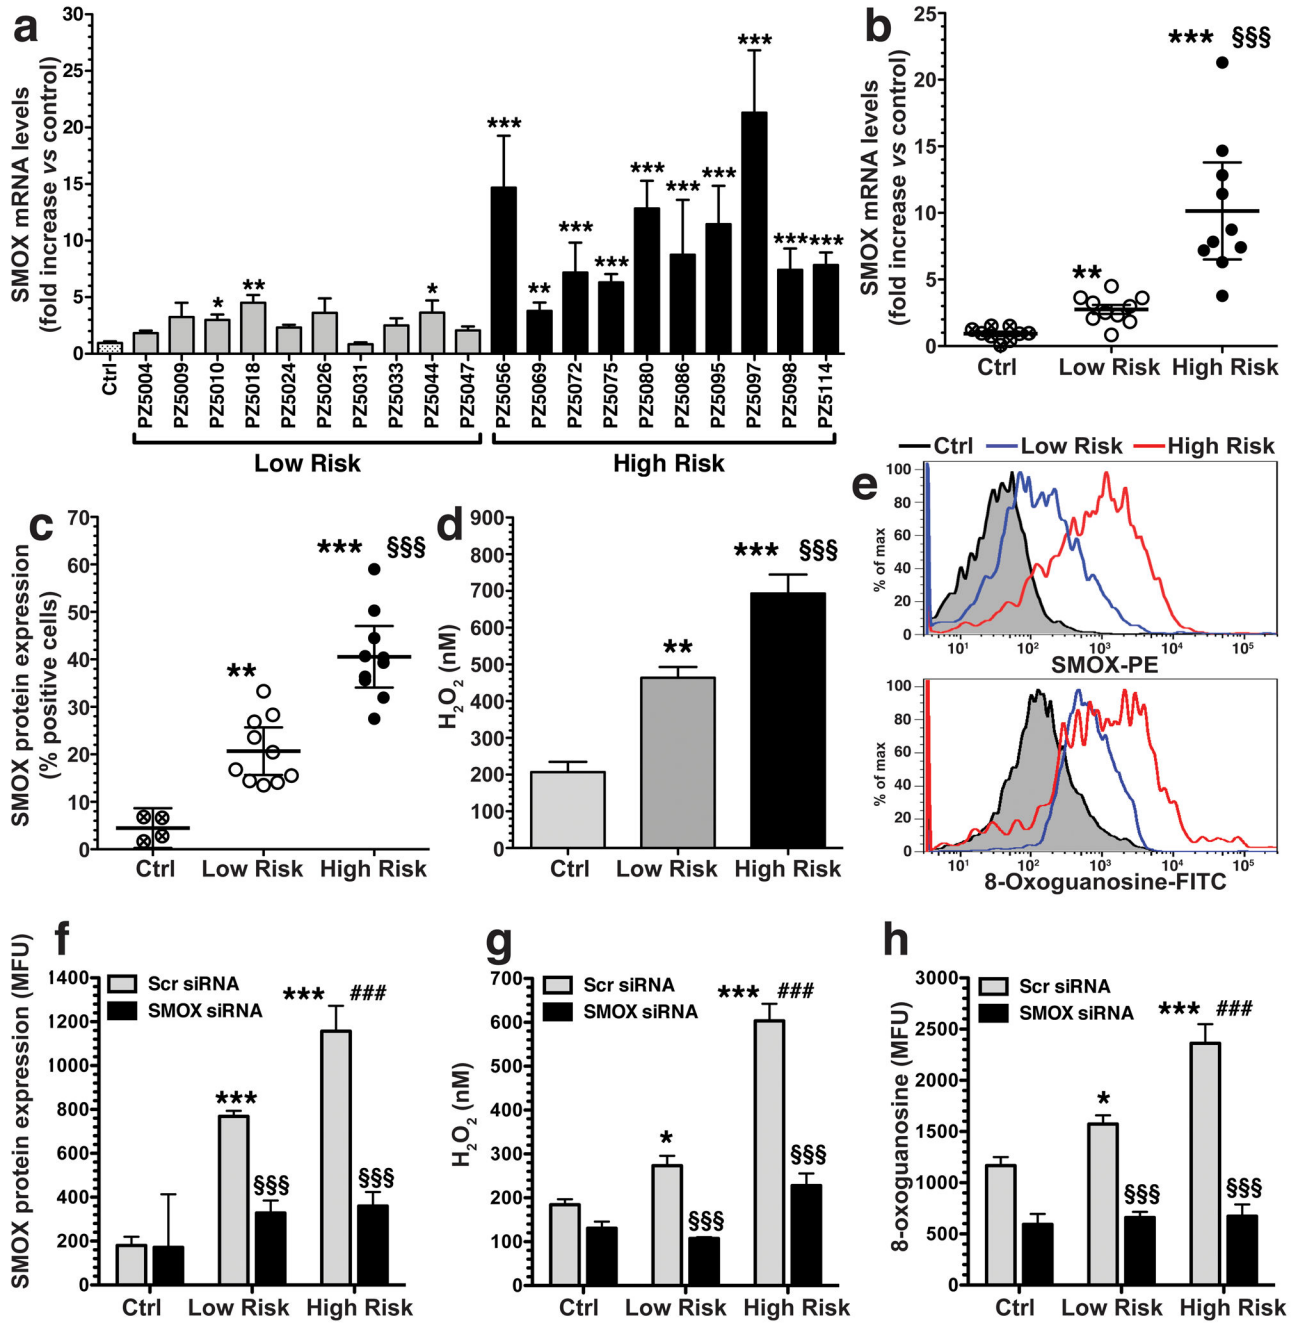 a
SMOX mRNA levels
(fold increase vs control)
30
25
20
15
10
5
0
***
**
***
***
***
***
***
***
***
***
*
**
*
Ctrl
PZ5004
PZ5009
PZ5010
PZ5018
PZ5024
PZ5026
PZ5031
PZ5033
PZ5044
PZ5047
PZ5056
PZ5069
PZ5072
PZ5075
PZ5080
PZ5086
PZ5095
PZ5097
PZ5098
PZ5114
Low Risk
High Risk
b
SMOX mRNA levels
(fold increase vs control)
25
20
15
10
5
0
**
*** §§§
Ctrl Low Risk High Risk
c
SMOX protein expression
(% positive cells)
70
60
50
40
30
20
10
0
**
*** §§§
Ctrl Low Risk High Risk
d
H2O2 (nM)
900
800
700
600
500
400
300
200
100
0
**
*** §§§
Ctrl Low Risk High Risk
e
Ctrl Low Risk High Risk
% of max
100
80
60
40
20
0
10¹ 10² 10³ 10⁴ 10⁵
SMOX-PE
% of max
100
80
60
40
20
0
10¹ 10² 10³ 10⁴ 10⁵
8-Oxoguanosine-FITC
f
SMOX protein expression (MFU)
1400
1200
1000
800
600
400
200
0
Scr siRNA
SMOX siRNA
*** ###
***
§§§
§§§
Ctrl Low Risk High Risk
g
H2O2 (nM)
700
600
500
400
300
200
100
0
Scr siRNA
SMOX siRNA
*** ###
*
§§§
§§§
Ctrl Low Risk High Risk
h
8-oxoguanosine (MFU)
3000
2500
2000
1500
1000
500
0
Scr siRNA
SMOX siRNA
*** ###
*
§§§
§§§
Ctrl Low Risk High Risk